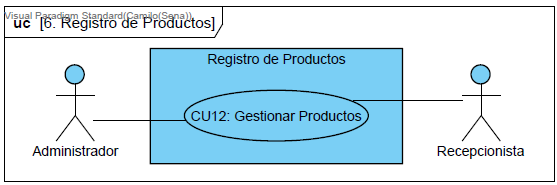 Visual Paradigm Standard(Camilo(Sena))
uc [6. Registro de Productos]
Registro de Productos
CU12: Gestionar Productos
Administrador
Recepcionista